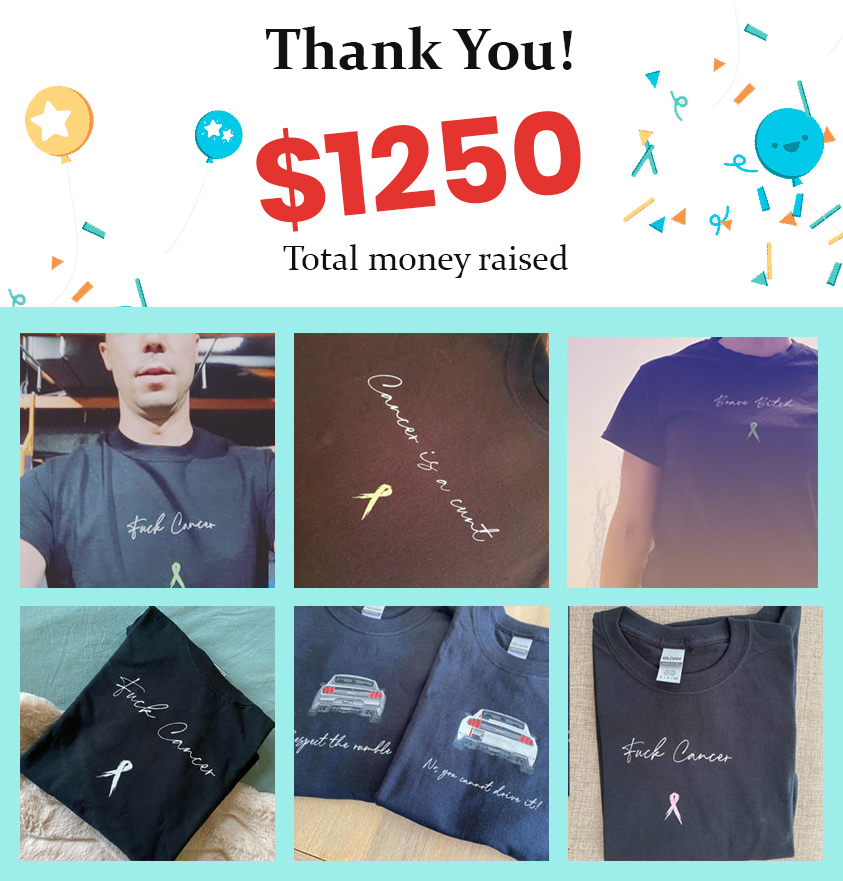 Thank You!
$1250
Total money raised
Fuck Cancer
Cancer is a cunt
Brave Bitch
Fuck Cancer
espect the rumble
No, you cannot drive it!
GILDAN
Fuck Cancer